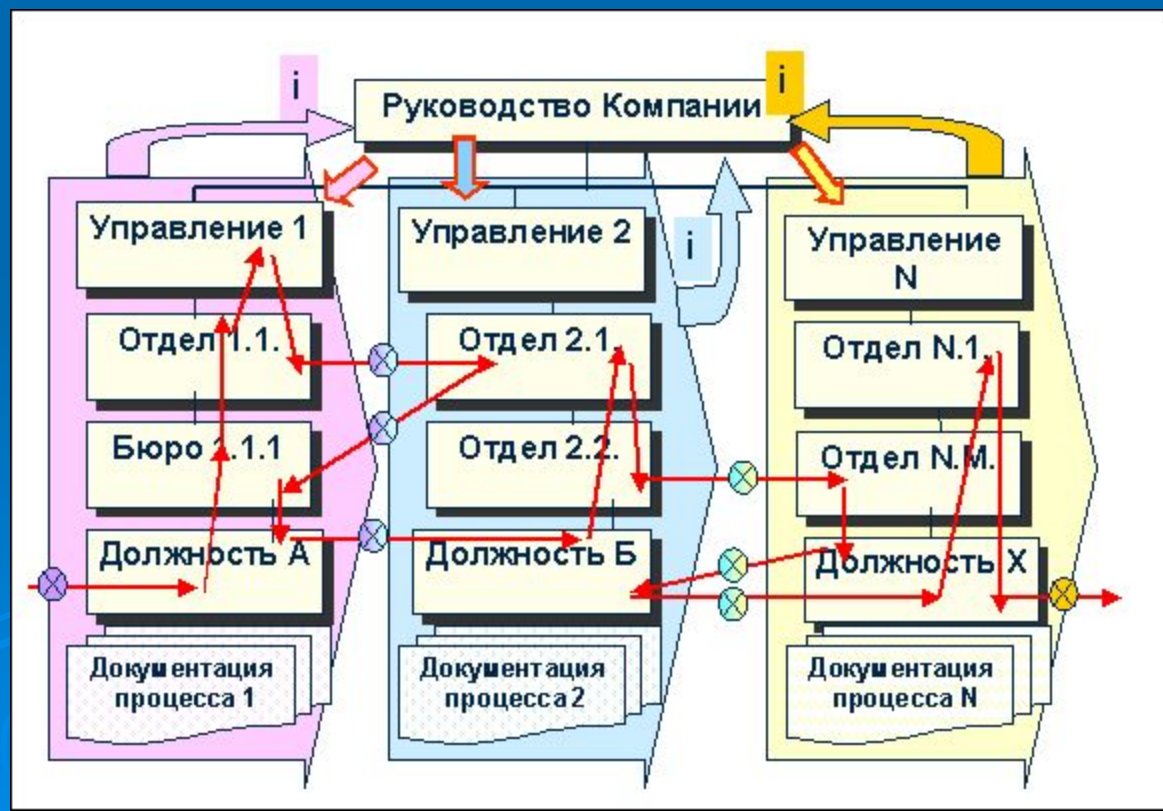 i
Руководство Компании
i
Управление 1
Управление 2
i
Управление
N
Отдел 1.1.
Отдел 2.1.
Отдел N.1.
Бюро 1.1.1
Отдел 2.2.
Отдел N.M.
Должность А
Должность Б
Должность Х
Документация
процесса 1
Документация
процесса 2
Документация
процесса N